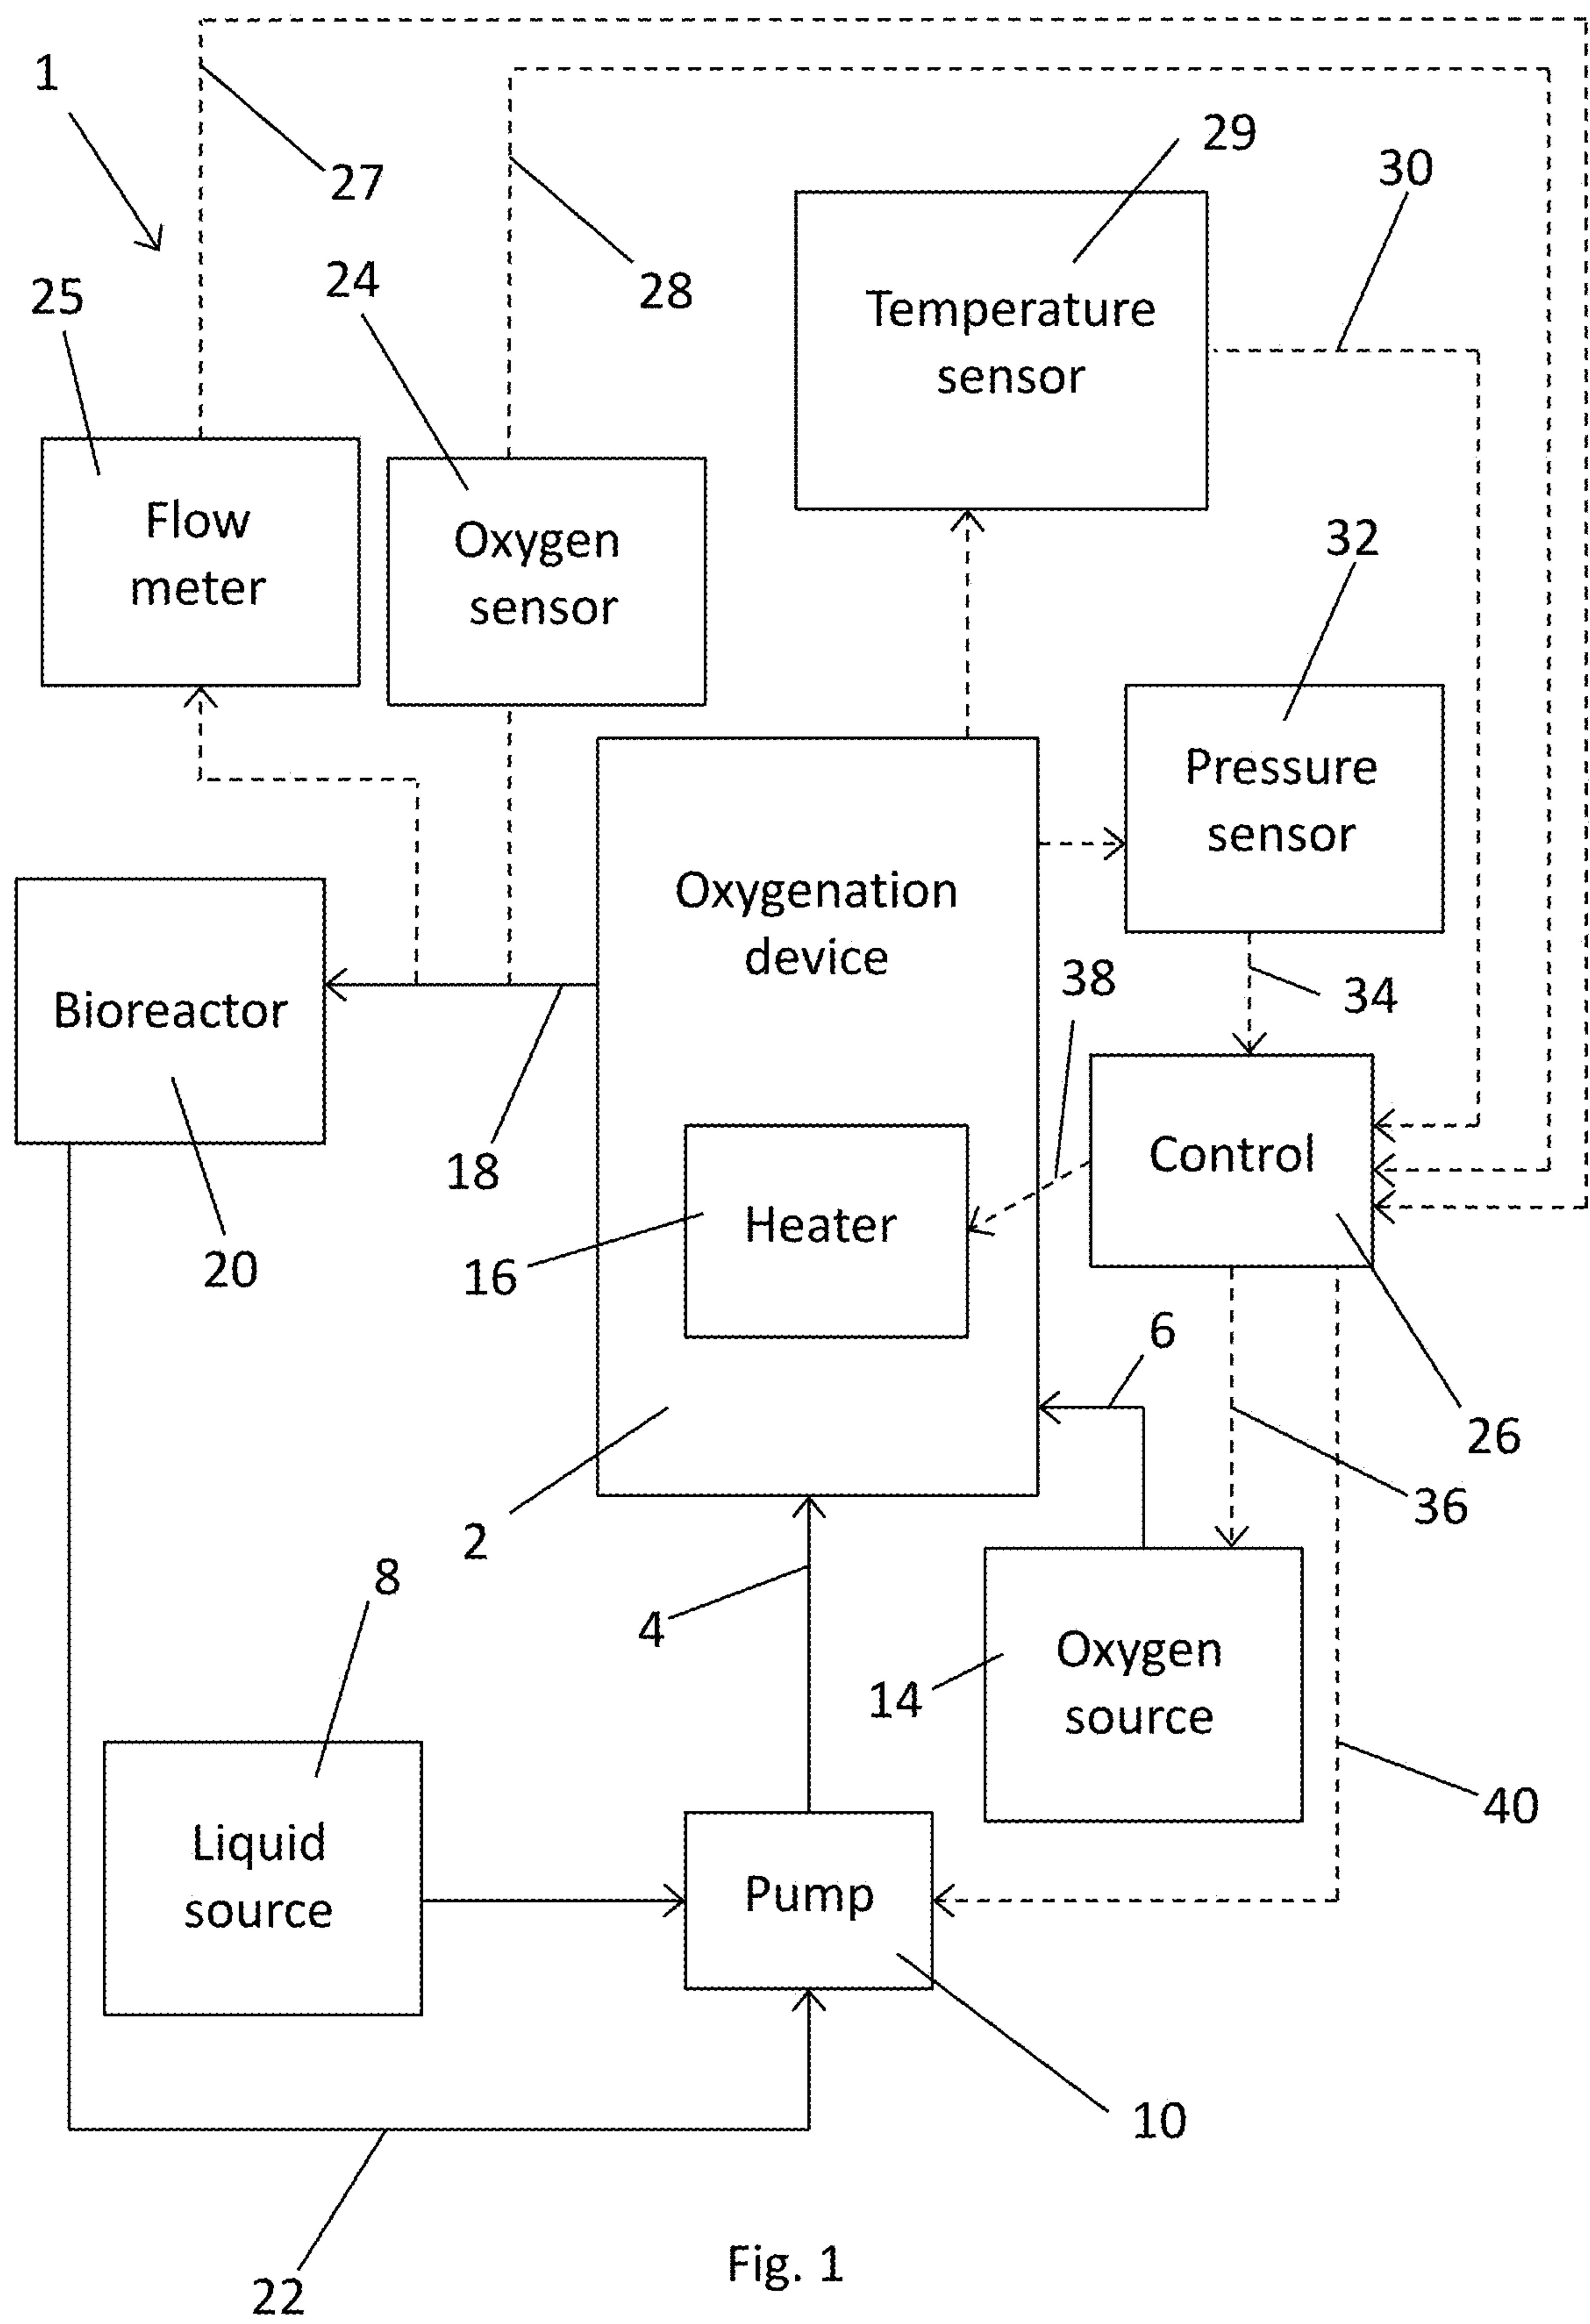 1
27
29
30
25
24
28
Temperature
sensor
Flow
meter
Oxygen
sensor
32
Pressure
sensor
Oxygenation
device
Bioreactor
38
34
18
Control
20
16
Heater
6
26
2
36
8
4
14
Oxygen
source
40
Liquid
source
Pump
10
22
Fig. 1